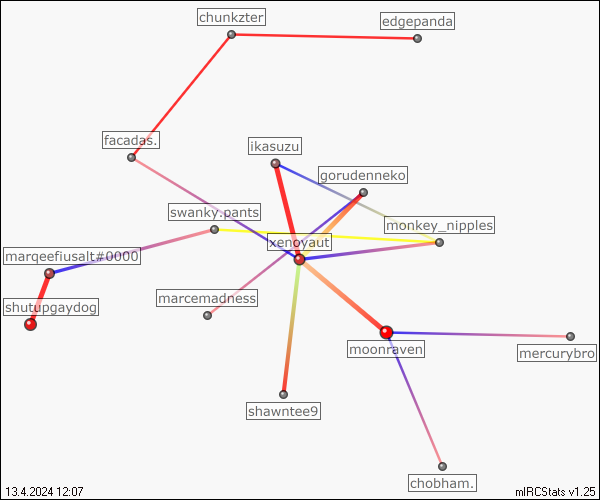 chunkzter
edgepanda
facadas.
ikasuzu
gorudenneko
swanky.pants
monkey_nipples
xenoyaut
marqeefiusalt#0000
marcemadness
shutupgaydog
moonraven
mercurybro
shawntee9
chobham.
13.4.2024 12:07
mIRCStats v1.25